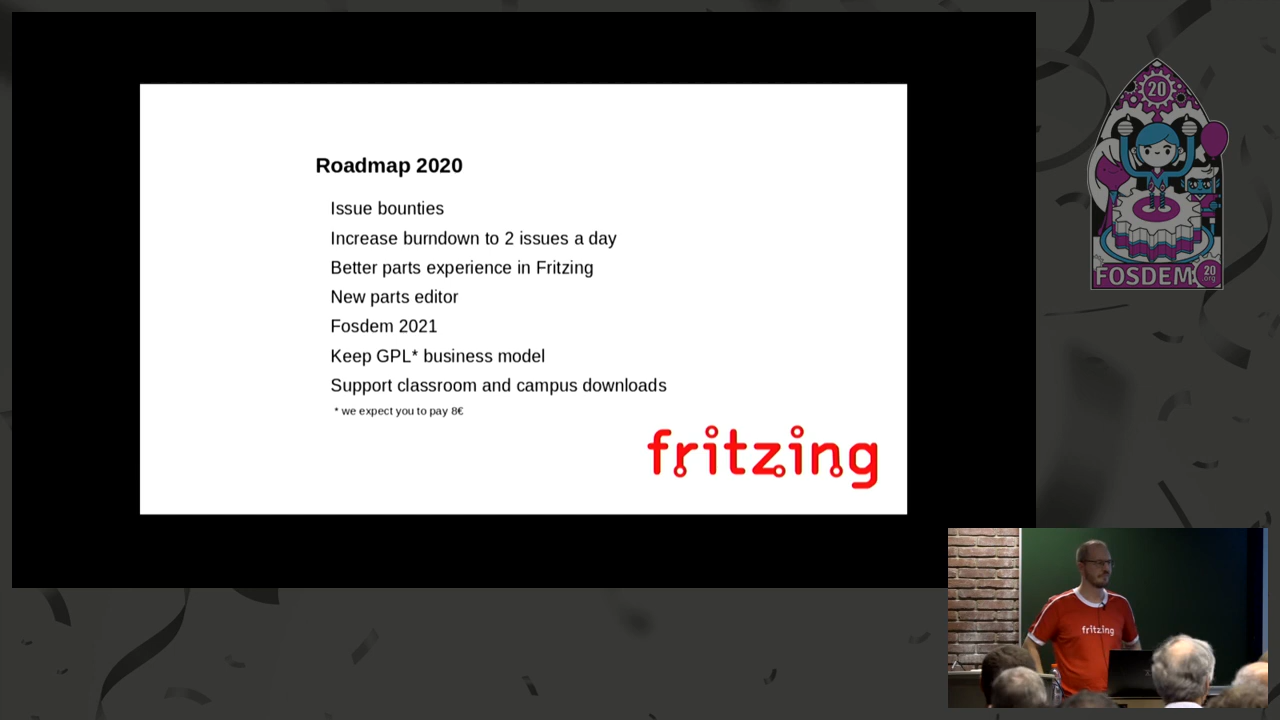 Roadmap 2020
Issue bounties
Increase burndown to 2 issues a day
Better parts experience in Fritzing
New parts editor
Fosdem 2021
Keep GPL* business model
Support classroom and campus downloads
* we expect you to pay 8€
fritzing
20
FOSDEM
20
org
fritzing